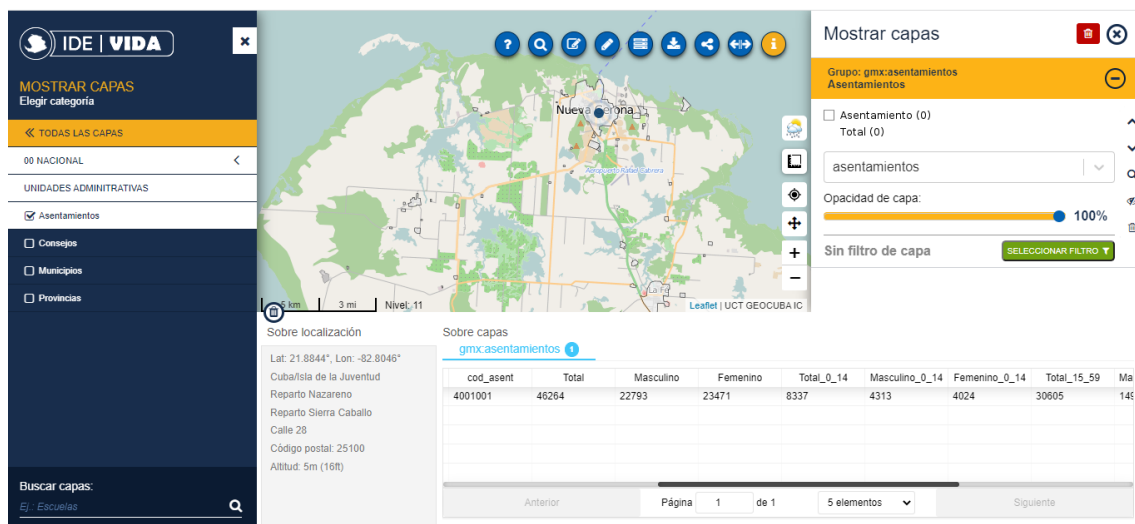 IDE | VIDA
MOSTRAR CAPAS
Elegir categoría
TODAS LAS CAPAS
00 NACIONAL
UNIDADES ADMINITRATIVAS
Asentamientos
Consejos
Municipios
Provincias
Buscar capas:
Ej.: Escuelas
Nueva Gerona
Aeropuerto Rafael Cabrera
La Fe
5 km
3 mi
Nivel: 11
Leaflet | UCT GEOCUBA IC
Mostrar capas
Grupo: gmx:asentamientos
Asentamientos
Asentamiento (0)
Total (0)
asentamientos
Opacidad de capa:
100%
Sin filtro de capa
SELECCIONAR FILTRO
Sobre localización
Lat: 21.8844°, Lon: -82.8046°
Cuba/Isla de la Juventud
Reparto Nazareno
Reparto Sierra Caballo
Calle 28
Código postal: 25100
Altitud: 5m (16ft)
Sobre capas
gmx:asentamientos 1
cod_asent Total Masculino Femenino Total_0_14 Masculino_0_14 Femenino_0_14 Total_15_59 Ma
4001001 46264 22793 23471 8337 4313 4024 30605 149
Anterior Página 1 de 1 5 elementos Siguiente